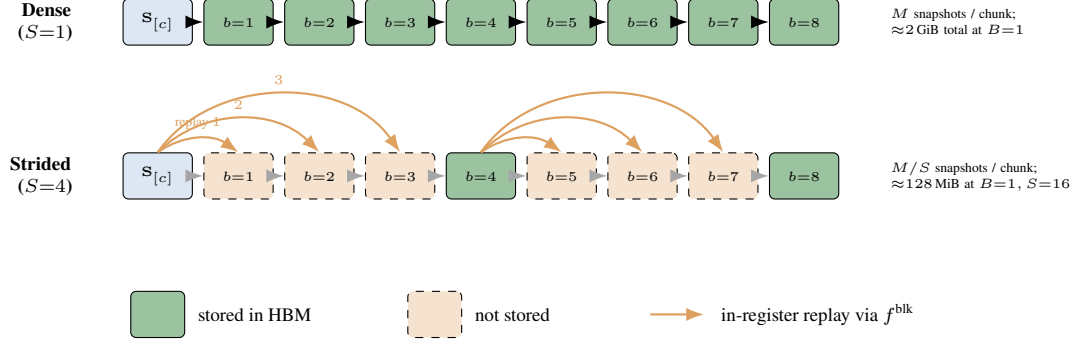 Dense
(S=1)
S[c]
b=1
b=2
b=3
b=4
b=5
b=6
b=7
b=8
M snapshots / chunk;
≈2 GiB total at B=1
3
2
replay 1
Strided
(S=4)
S[c]
b=1
b=2
b=3
b=4
b=5
b=6
b=7
b=8
M/S snapshots / chunk;
≈128 MiB at B=1, S=16
stored in HBM
not stored
in-register replay via f^blk